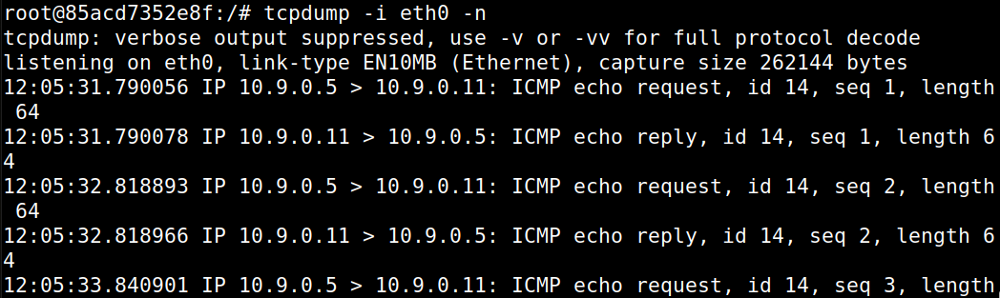 root@85acd7352e8f:/# tcpdump -i eth0 -n
tcpdump: verbose output suppressed, use -v or -vv for full protocol decode
listening on eth0, link-type EN10MB (Ethernet), capture size 262144 bytes
12:05:31.790056 IP 10.9.0.5 > 10.9.0.11: ICMP echo request, id 14, seq 1, length
 64
12:05:31.790078 IP 10.9.0.11 > 10.9.0.5: ICMP echo reply, id 14, seq 1, length 6
4
12:05:32.818893 IP 10.9.0.5 > 10.9.0.11: ICMP echo request, id 14, seq 2, length
 64
12:05:32.818966 IP 10.9.0.11 > 10.9.0.5: ICMP echo reply, id 14, seq 2, length 6
4
12:05:33.840901 IP 10.9.0.5 > 10.9.0.11: ICMP echo request, id 14, seq 3, length